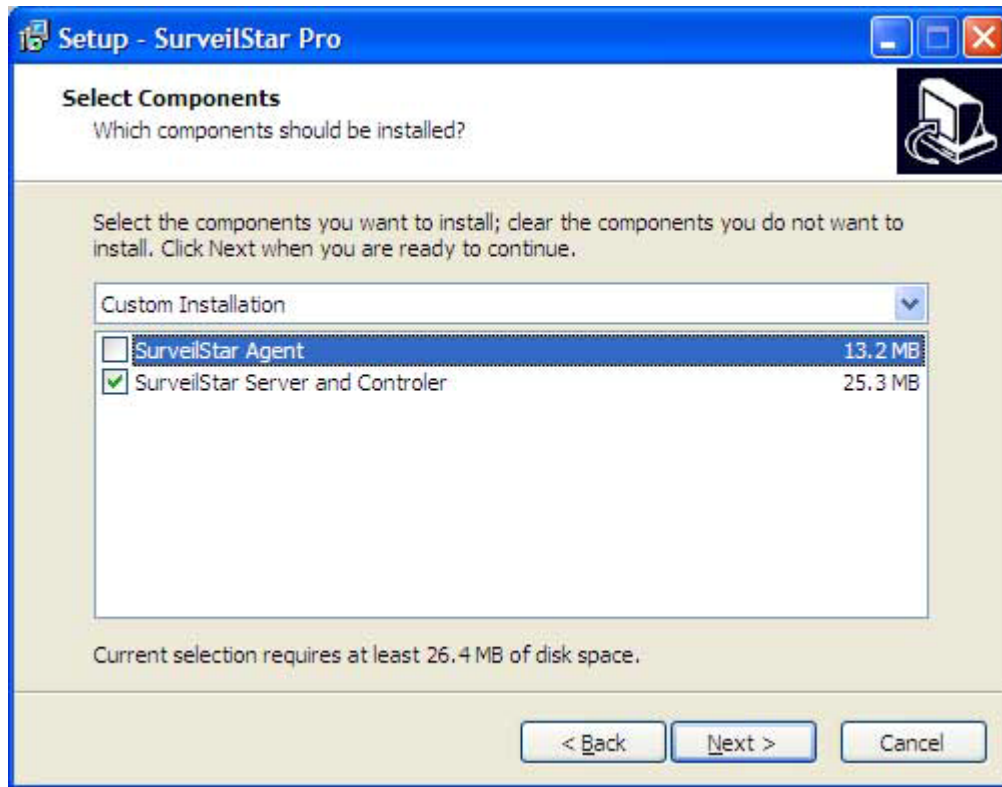 Setup - SurveilStar Pro
Select Components
Which components should be installed?
Select the components you want to install; clear the components you do not want to
install. Click Next when you are ready to continue.
Custom Installation
SurveilStar Agent 13.2 MB
SurveilStar Server and Controler 25.3 MB
Current selection requires at least 26.4 MB of disk space.
< Back Next > Cancel